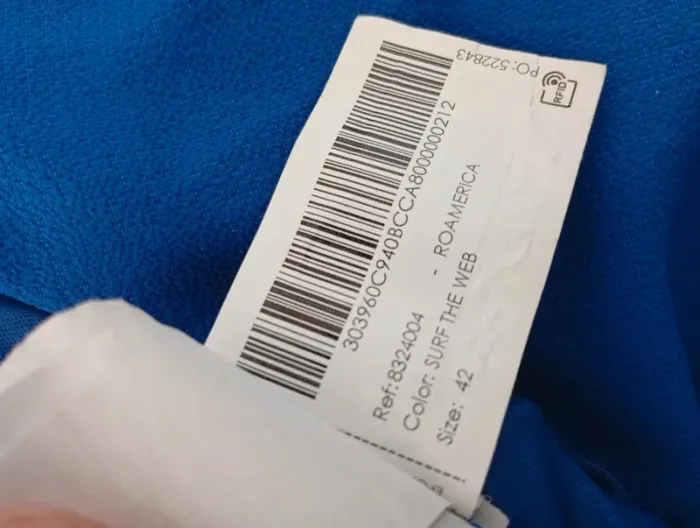 303960C940BCCA8000000212
Ref: 8324004 - ROAMERICA
Color: SURF THE WEB
Size: 42
PO: 522843
RFID